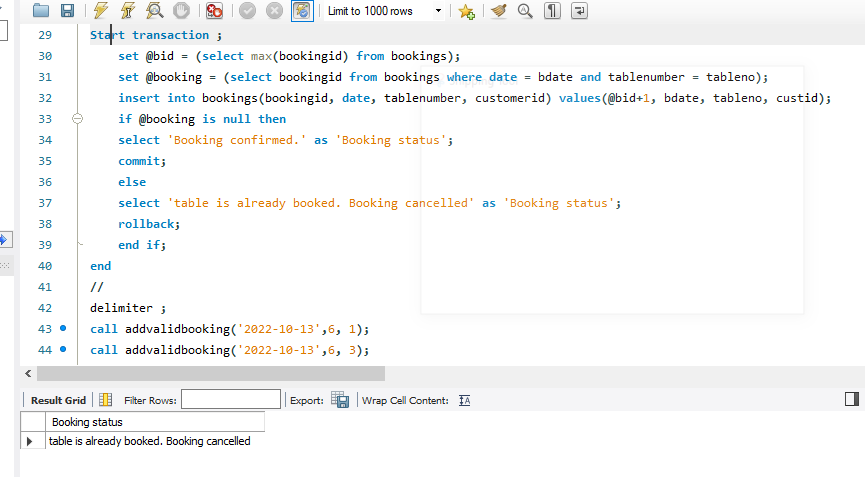 Limit to 1000 rows
29 Start transaction ;
30 set @bid = (select max(bookingid) from bookings);
31 set @booking = (select bookingid from bookings where date = bdate and tablenumber = tableno);
32 insert into bookings(bookingid, date, tablenumber, customerid) values(@bid+1, bdate, tableno, custid);
33 if @booking is null then
34 select 'Booking confirmed.' as 'Booking status';
35 commit;
36 else
37 select 'table is already booked. Booking cancelled' as 'Booking status';
38 rollback;
39 end if;
40 end
41 //
42 delimiter ;
43 call addvalidbooking('2022-10-13',6, 1);
44 call addvalidbooking('2022-10-13',6, 3);
Result Grid Filter Rows: Export: Wrap Cell Content:
Booking status
table is already booked. Booking cancelled